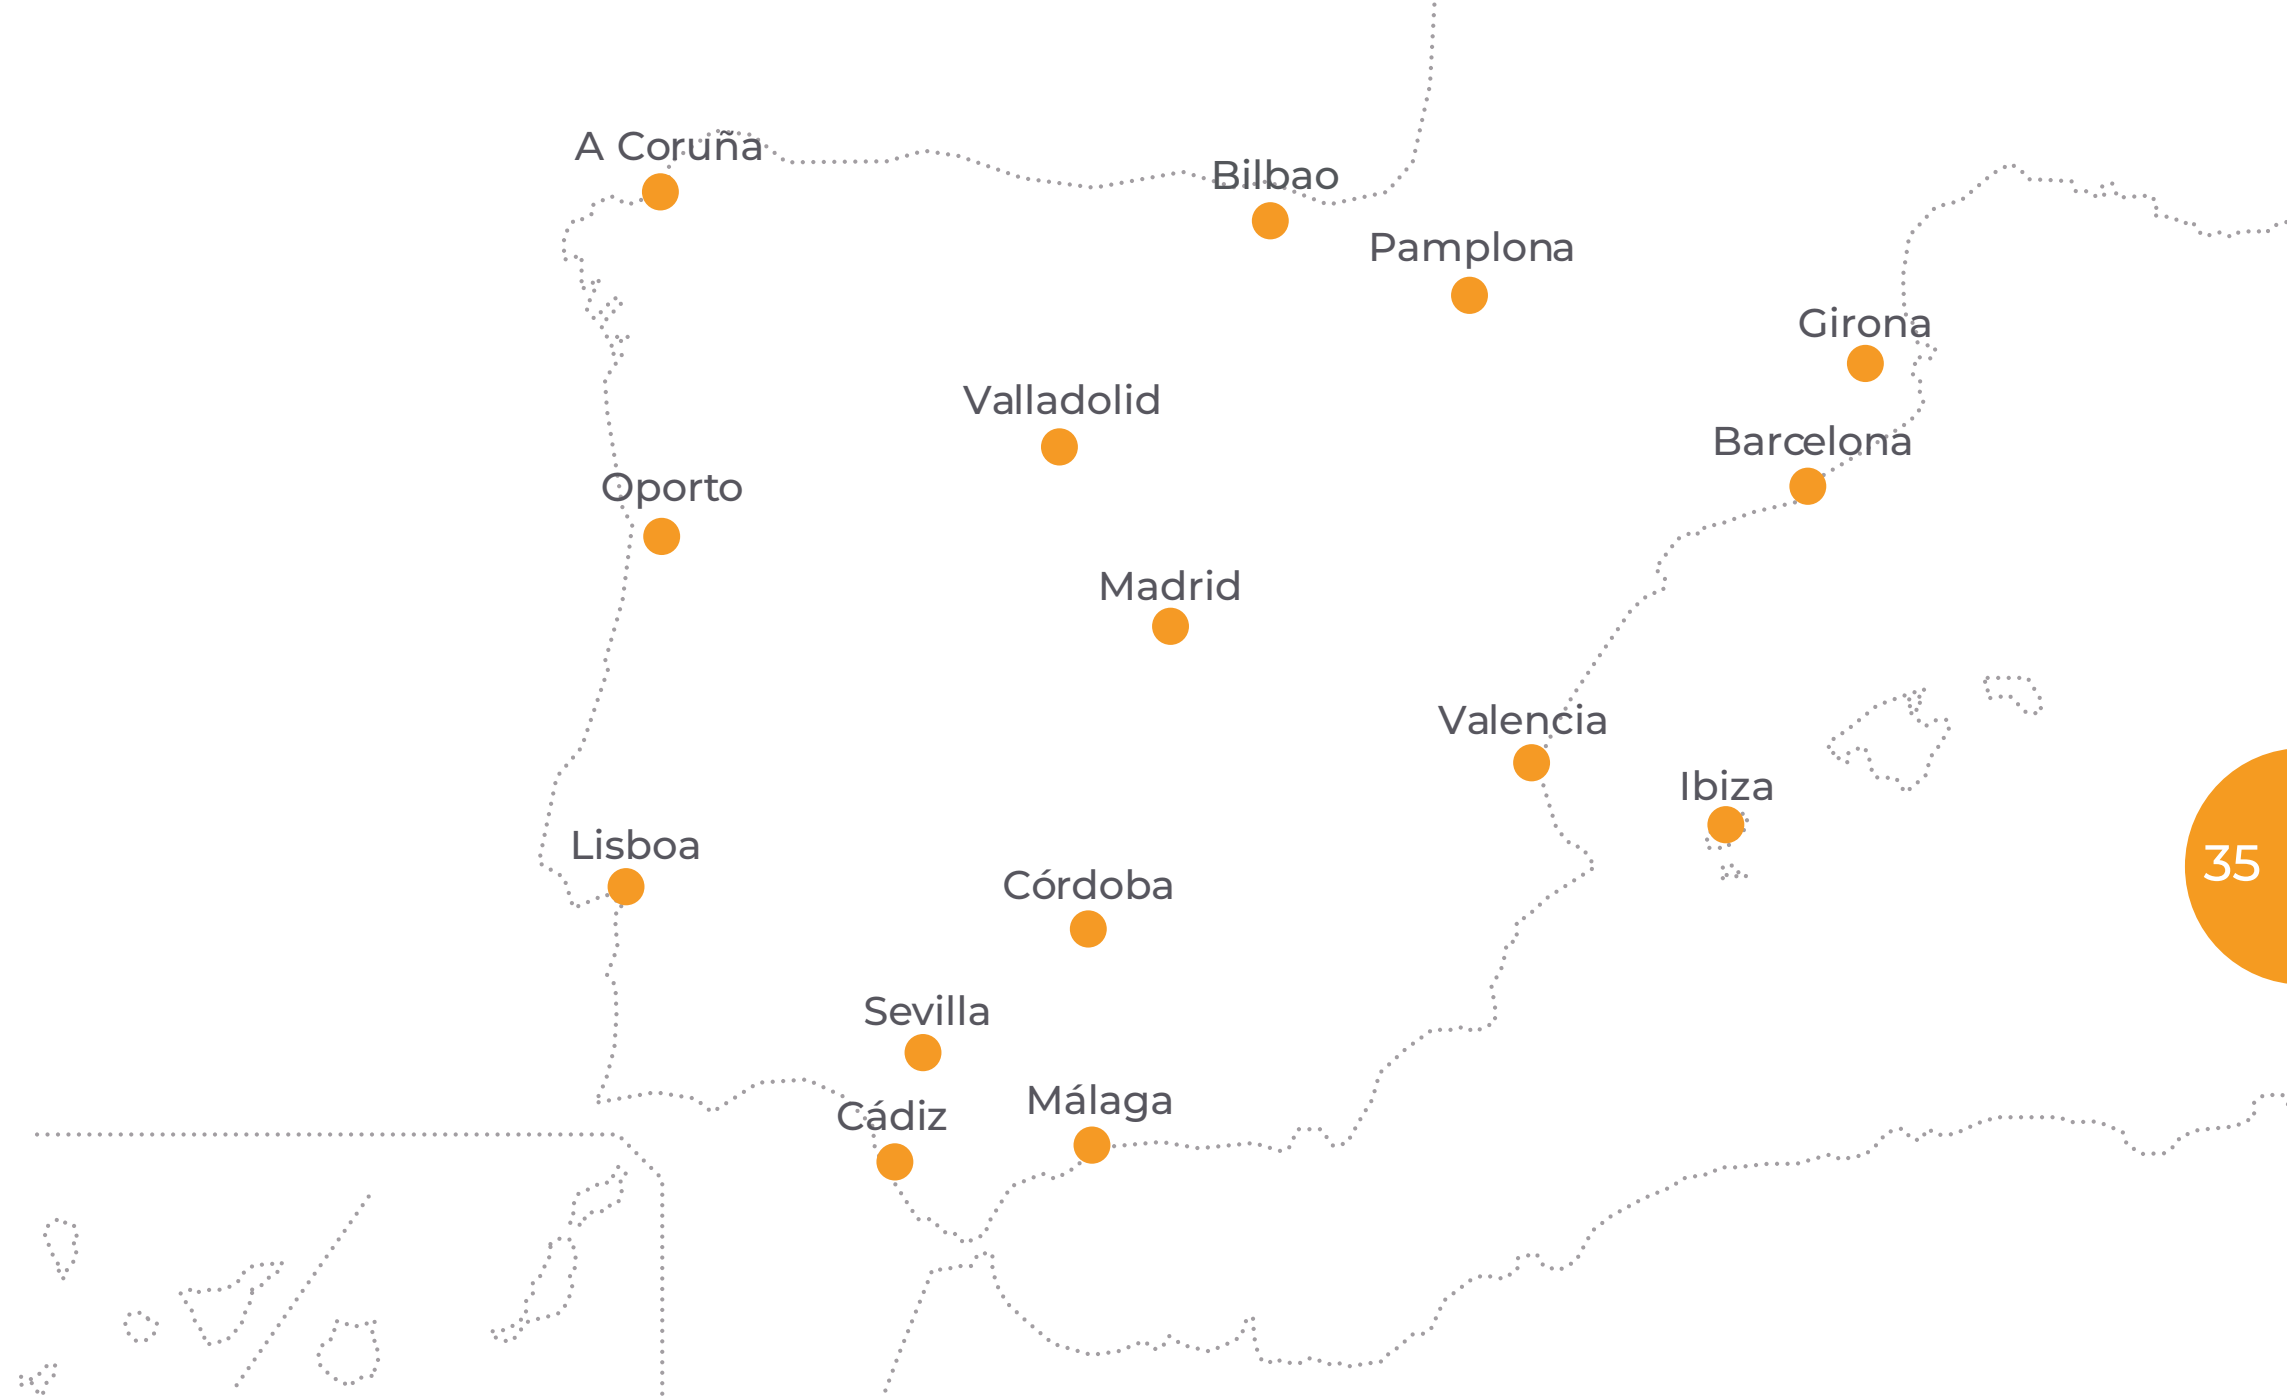 A Coruña
Bilbao
Pamplona
Girona
Valladolid
Barcelona
Oporto
Madrid
Valencia
Ibiza
Lisboa
35
Córdoba
Sevilla
Málaga
Cádiz